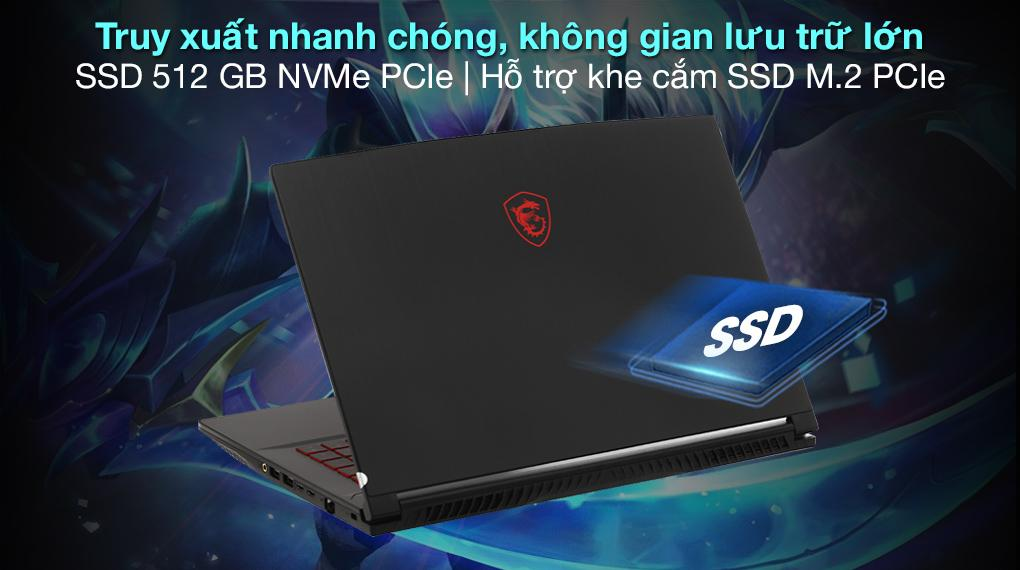 Truy xuất nhanh chóng, không gian lưu trữ lớn
SSD 512 GB NVMe PCIe | Hỗ trợ khe cắm SSD M.2 PCIe
SSD